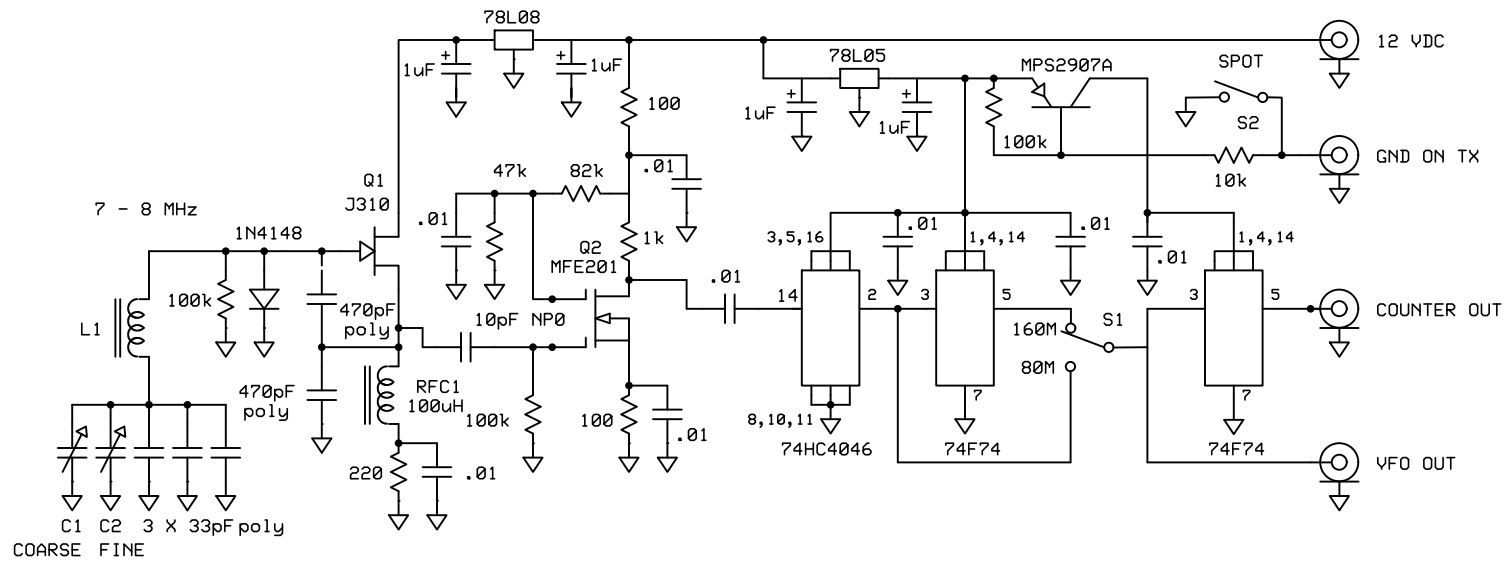 78L08
12 VDC
1uF
+
+
1uF
78L05
MPS2907A
SPOT
100
+
1uF
+
1uF
S2
100k
GND ON TX
10k
47k
82k
.01
Q1
J310
7 - 8 MHz
1N4148
.01
1k
Q2
MFE201
3,5,16
.01
1,4,14
.01
1,4,14
.01
.01
L1
100k
470pF
poly
10pF
NP0
14
2
3
5
160M
S1
3
5
COUNTER OUT
80M
470pF
poly
RFC1
100uH
100k
100
.01
8,10,11
7
7
74HC4046
74F74
74F74
220
.01
VFO OUT
C1 C2 3 X 33pF poly
COARSE FINE